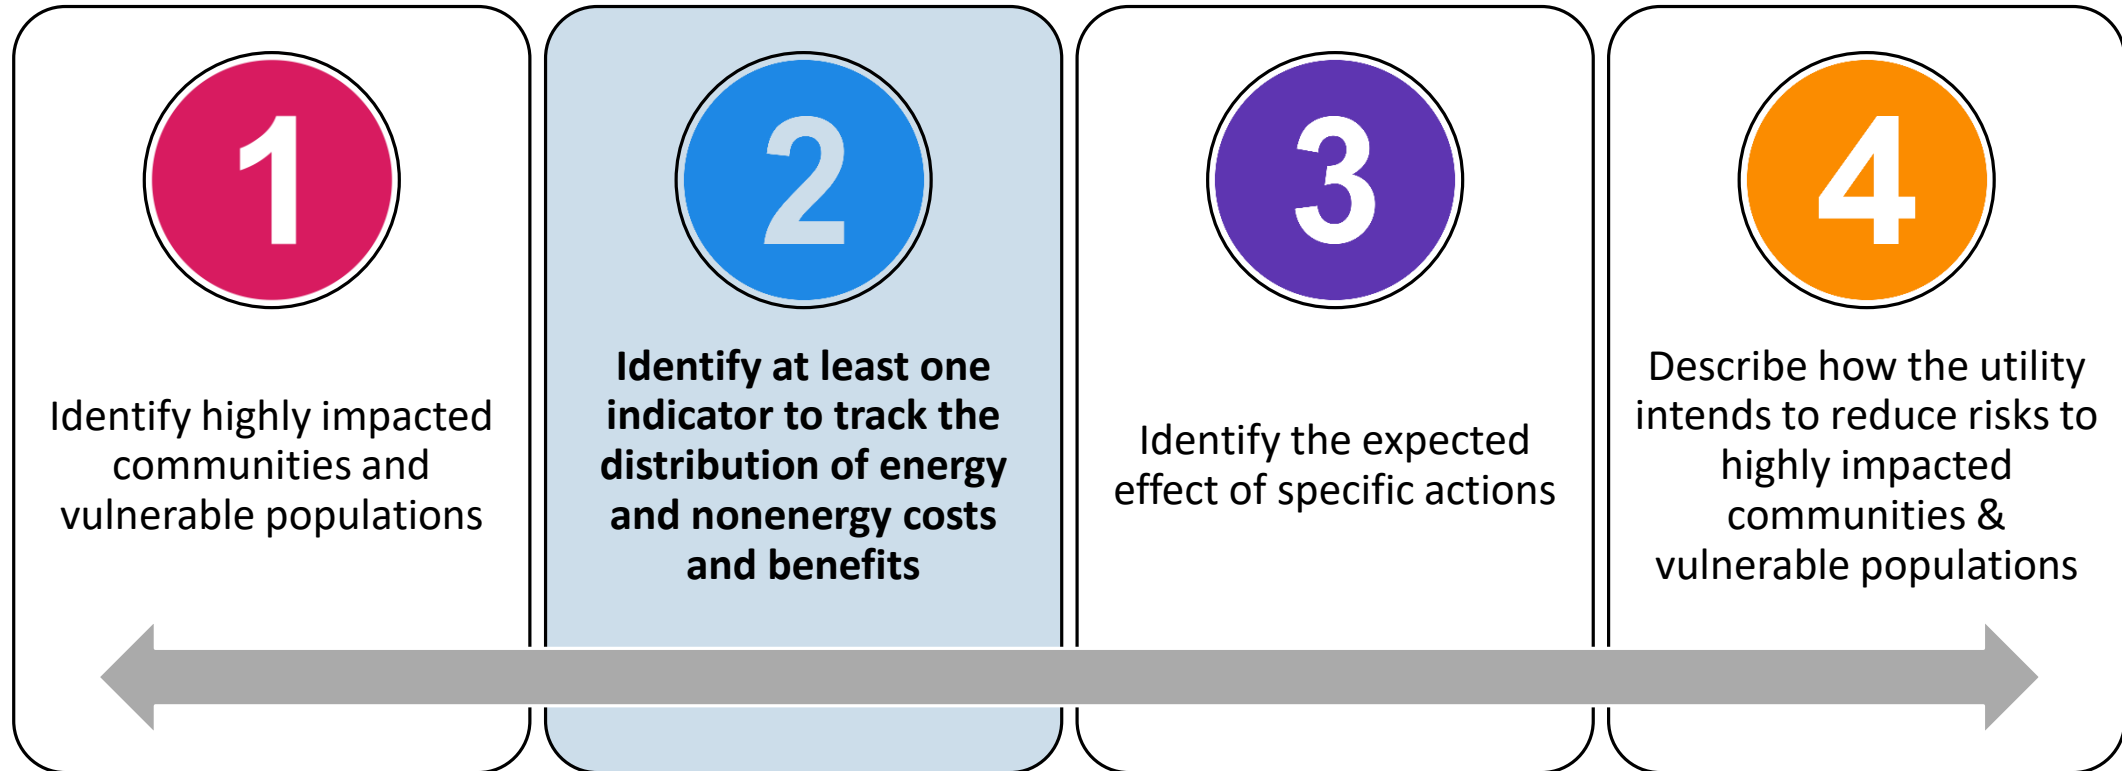 1
Identify highly impacted
communities and
vulnerable populations
2
Identify at least one
indicator to track the
distribution of energy
and nonenergy costs
and benefits
3
Identify the expected
effect of specific actions
4
Describe how the utility
intends to reduce risks to
highly impacted
communities &
vulnerable populations